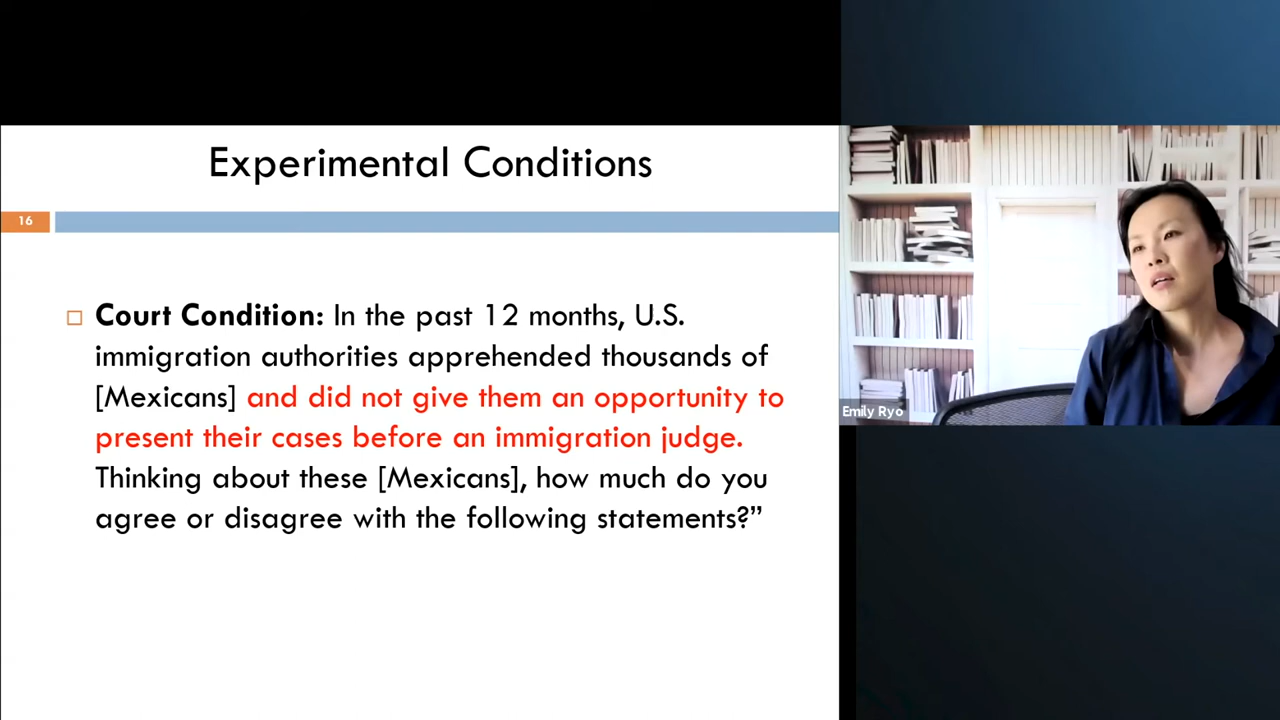 Experimental Conditions
16
Court Condition: In the past 12 months, U.S.
immigration authorities apprehended thousands of
[Mexicans] and did not give them an opportunity to
present their cases before an immigration judge.
Thinking about these [Mexicans], how much do you
agree or disagree with the following statements?”
Emily Ryo